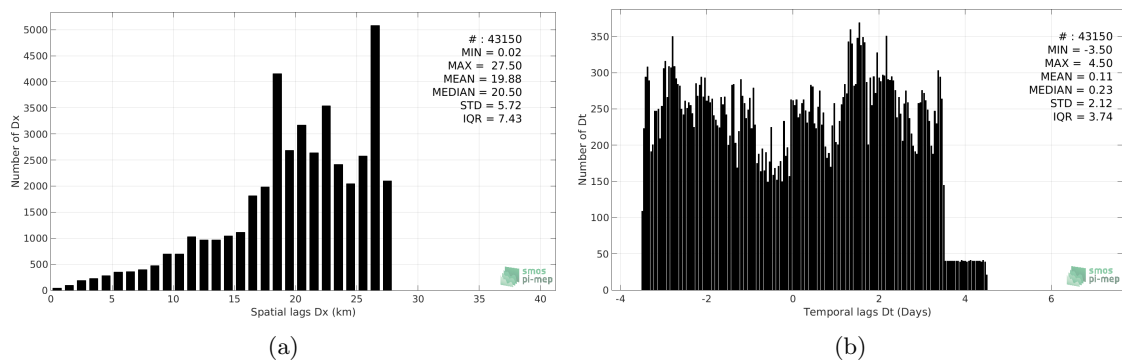 5000
4500
4000
3500
3000
2500
2000
1500
1000
500
0
Number of Dx
0 5 10 15 20 25 30 35 40
Spatial lags Dx (km)
# : 43150
MIN = 0.02
MAX = 27.50
MEAN = 19.88
MEDIAN = 20.50
STD = 5.72
IQR = 7.43
smos
pi-mep
(a)
350
300
250
200
150
100
50
0
Number of Dt
-4 -2 0 2 4 6
Temporal lags Dt (Days)
# : 43150
MIN = -3.50
MAX = 4.50
MEAN = 0.11
MEDIAN = 0.23
STD = 2.12
IQR = 3.74
smos
pi-mep
(b)